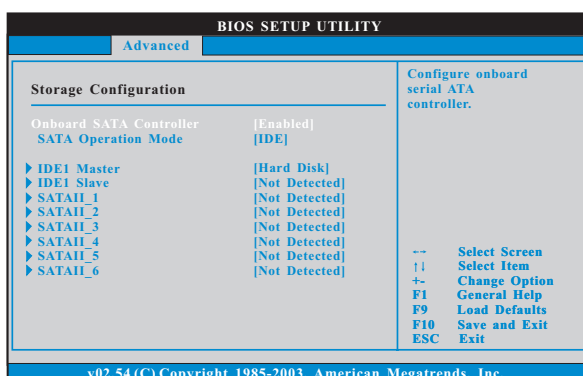 BIOS SETUP UTILITY
Advanced
Storage Configuration
Onboard SATA Controller [Enabled]
SATA Operation Mode [IDE]
IDE1 Master [Hard Disk]
IDE1 Slave [Not Detected]
SATAII_1 [Not Detected]
SATAII_2 [Not Detected]
SATAII_3 [Not Detected]
SATAII_4 [Not Detected]
SATAII_5 [Not Detected]
SATAII_6 [Not Detected]
Configure onboard
serial ATA
controller.
←→ Select Screen
↑↓ Select Item
+- Change Option
F1 General Help
F9 Load Defaults
F10 Save and Exit
ESC Exit
v02.54 (C) Copyright 1985-2003, American Megatrends, Inc.